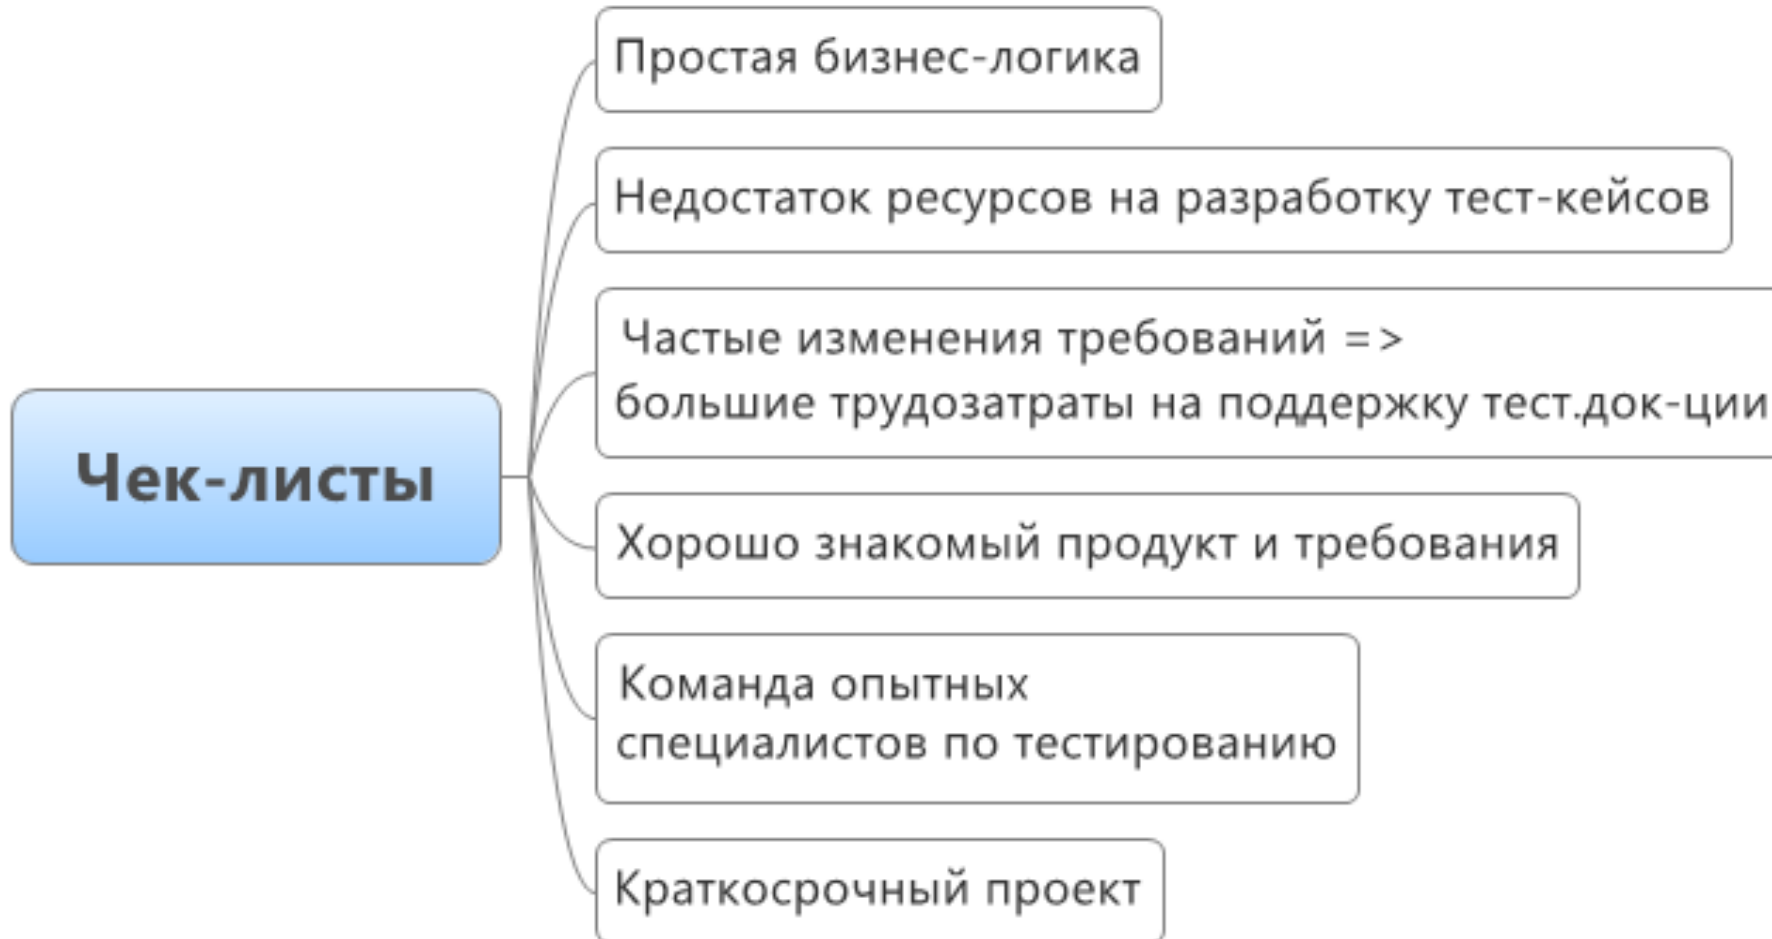 Простая бизнес-логика
Недостаток ресурсов на разработку тест-кейсов
Частые изменения требований =>
большие трудозатраты на поддержку тест.док-ции
Чек-листы
Хорошо знакомый продукт и требования
Команда опытных
специалистов по тестированию
Краткосрочный проект